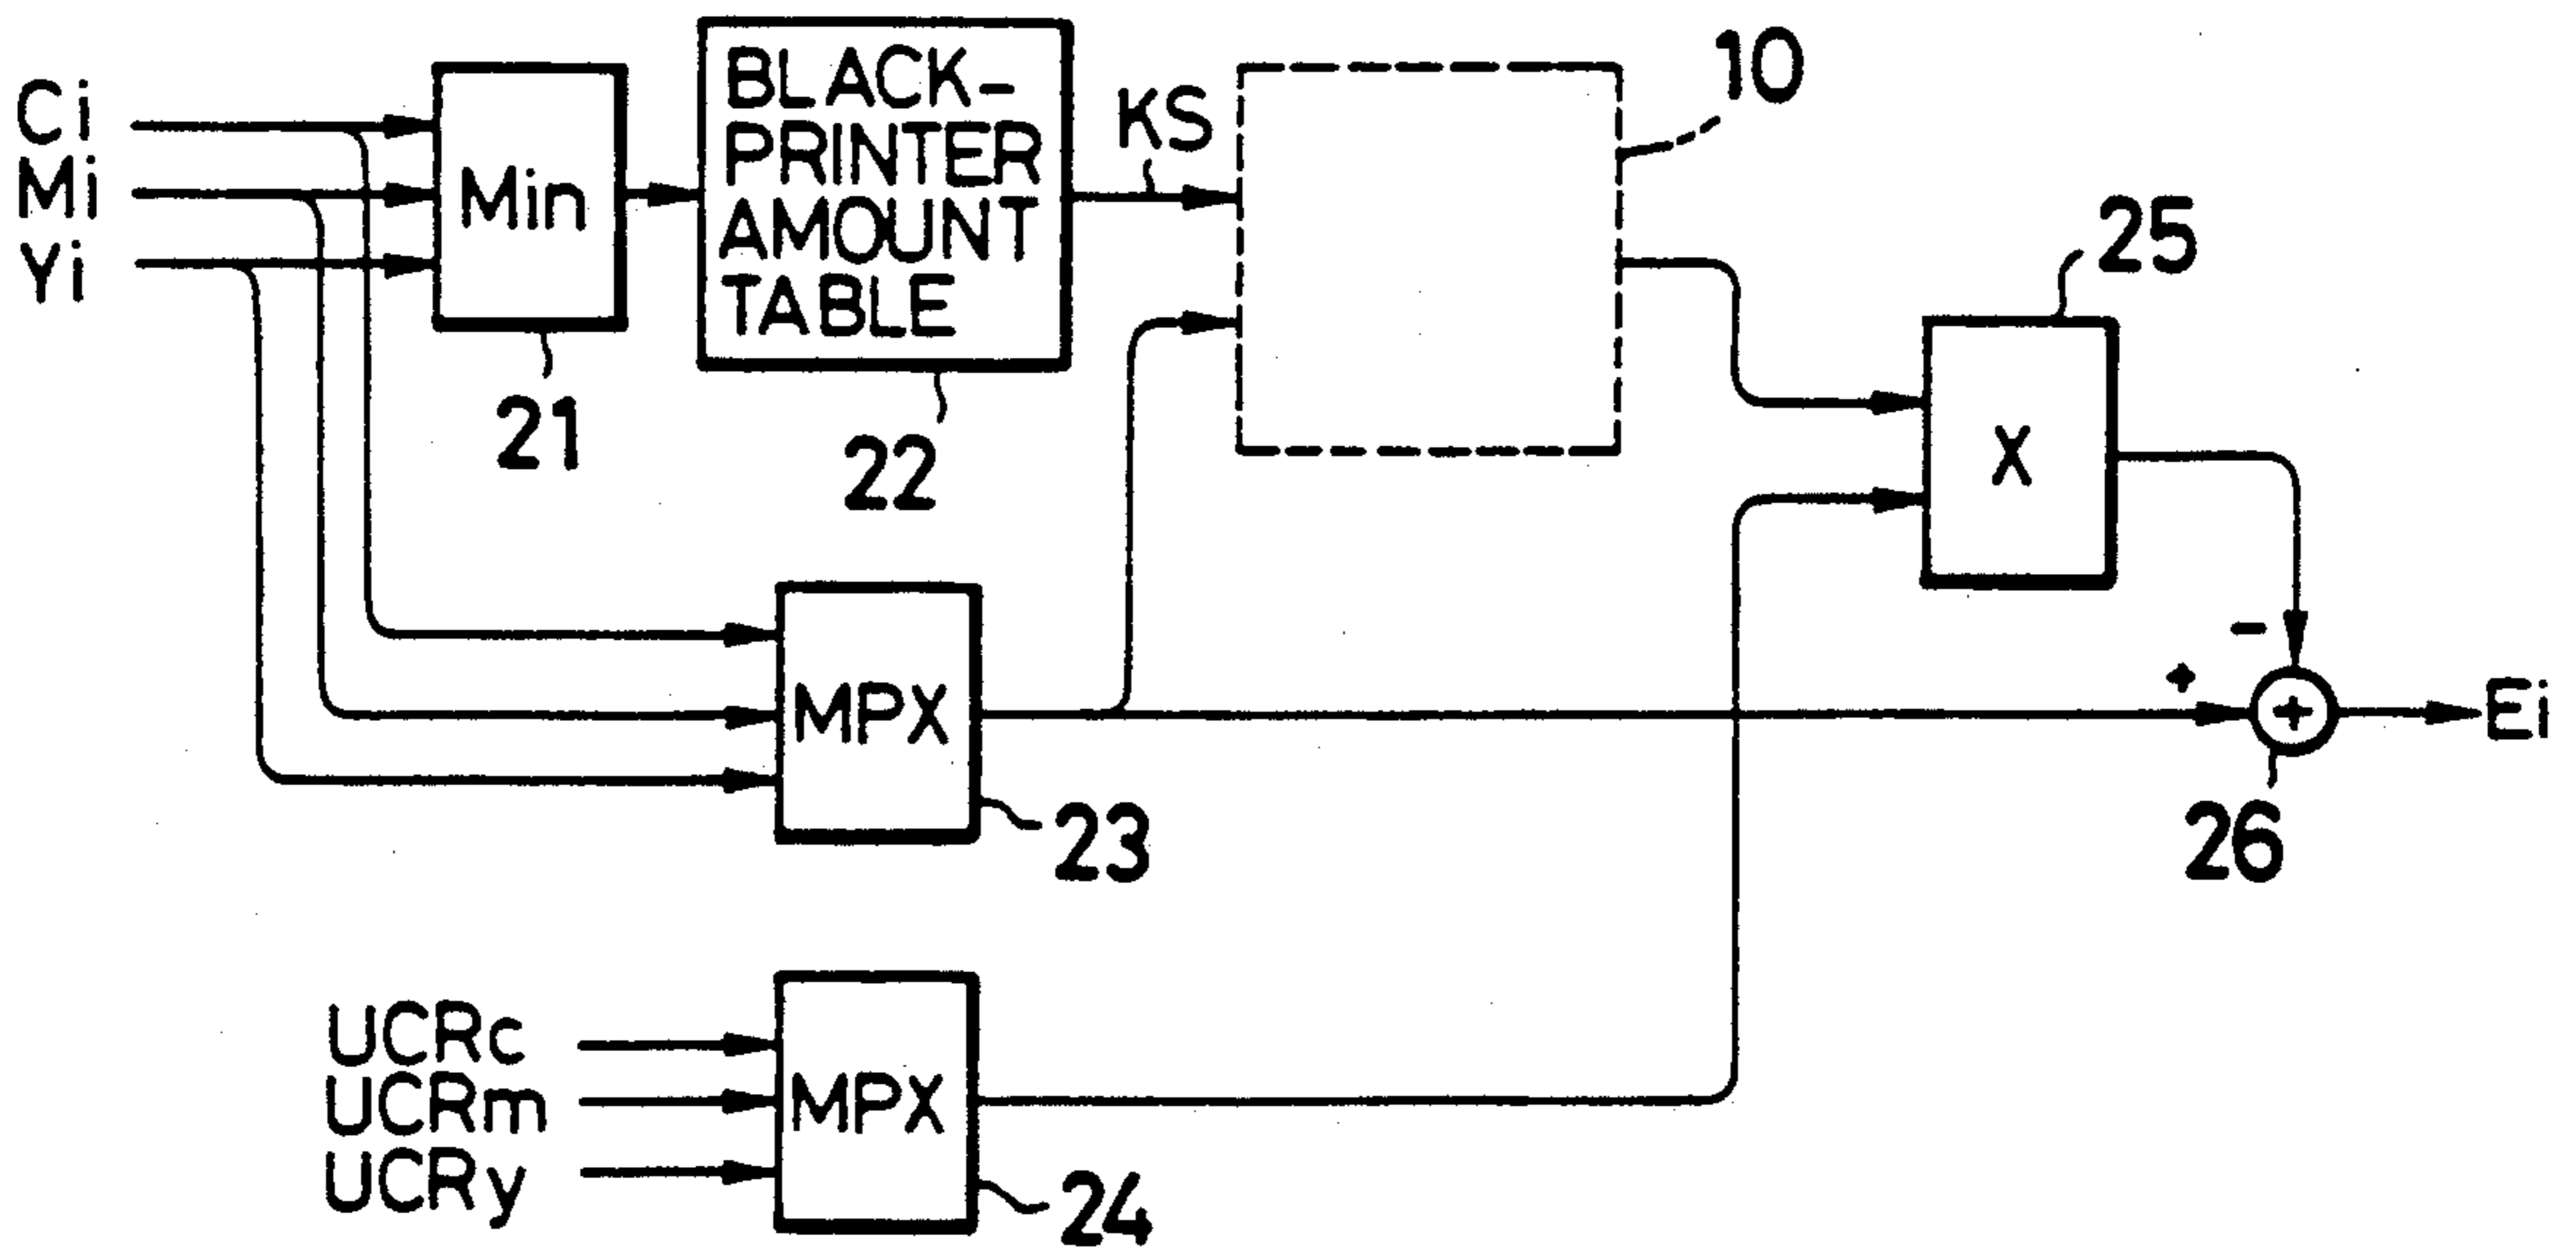 Ci
Mi
Yi
Min
21
BLACK-
PRINTER
AMOUNT
TABLE
22
KS
10
25
X
MPX
23
-
+
+
Ei
26
UCRc
UCRm
UCRy
MPX
24